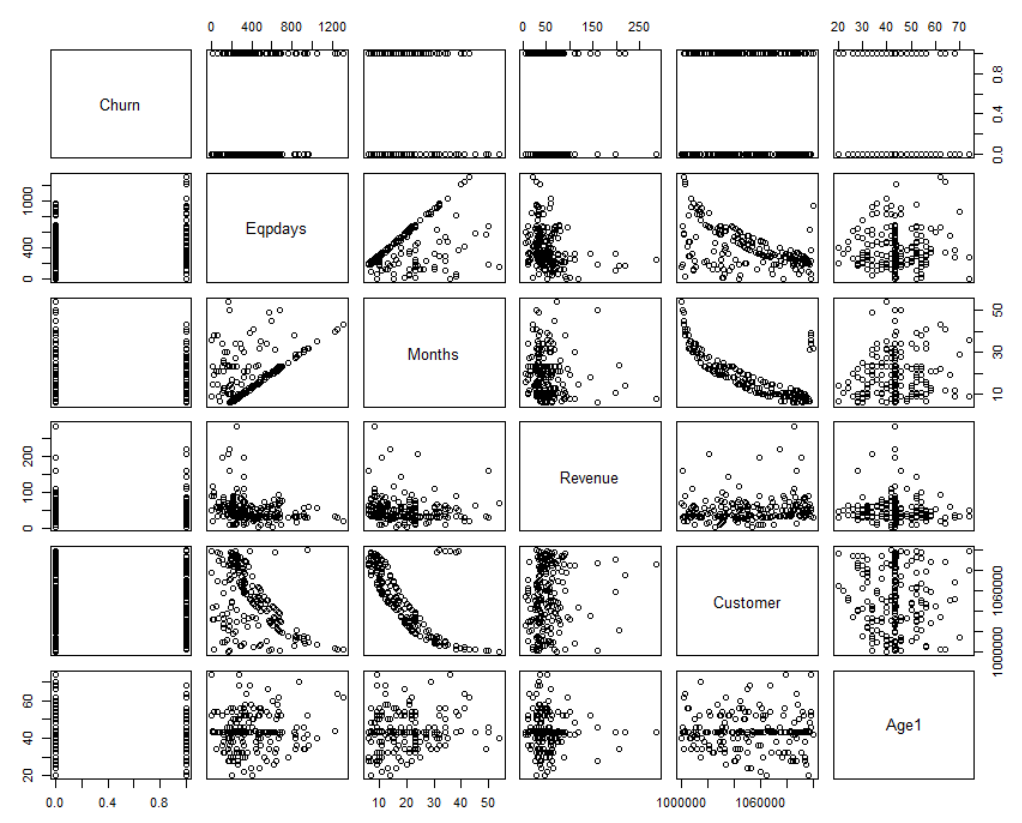 0 400 800 1200
0 50 150 250
20 30 40 50 60 70
Churn
0.0 0.4 0.8
0 400 1000
Eqpdays
Months
10 30 50
0 100 200
Revenue
Customer
1000000 1060000
20 40 60
Age1
0.0 0.4 0.8
10 20 30 40 50
1000000 1060000